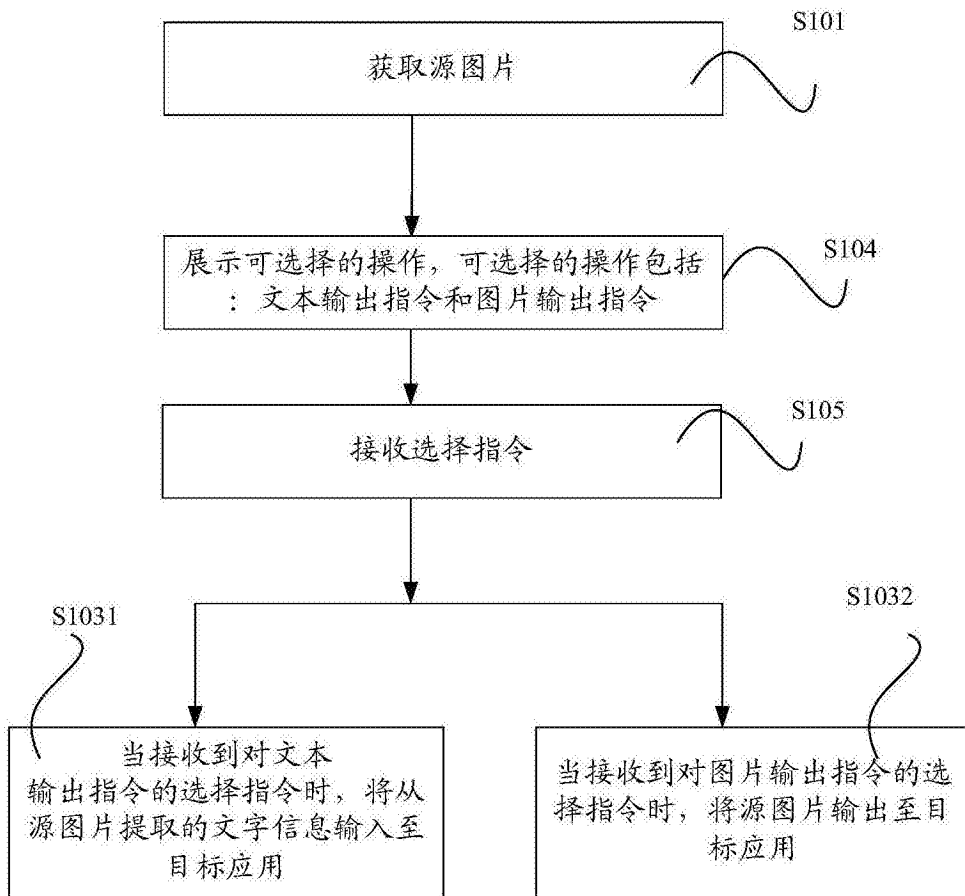 S101
获取源图片
S104
展示可选择的操作，可选择的操作包括
：文本输出指令和图片输出指令
S105
接收选择指令
S1031
当接收到对文本
输出指令的选择指令时，将从
源图片提取的文字信息输入至
目标应用
S1032
当接收到对图片输出指令的选
择指令时，将源图片输出至目
标应用